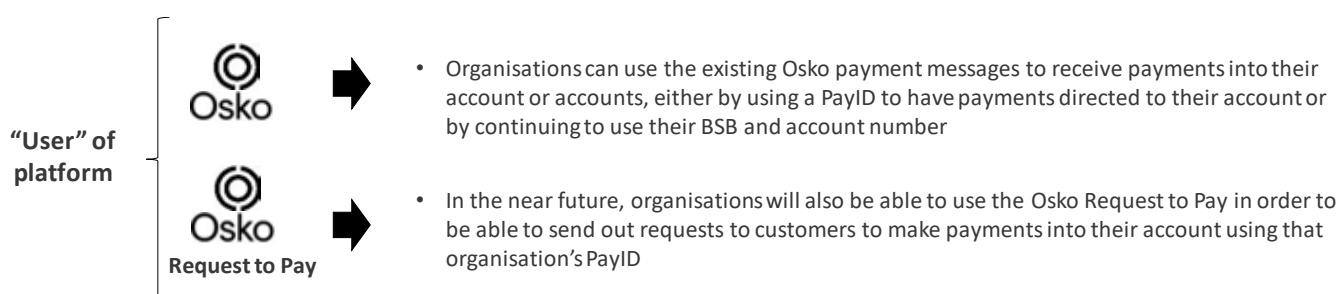 “User” of
platform
Osko
• Organisations can use the existing Osko payment messages to receive payments into their
account or accounts, either by using a PayID to have payments directed to their account or
by continuing to use their BSB and account number
Osko
Request to Pay
• In the near future, organisations will also be able to use the Osko Request to Pay in order to
be able to send out requests to customers to make payments into their account using that
organisation’s PayID